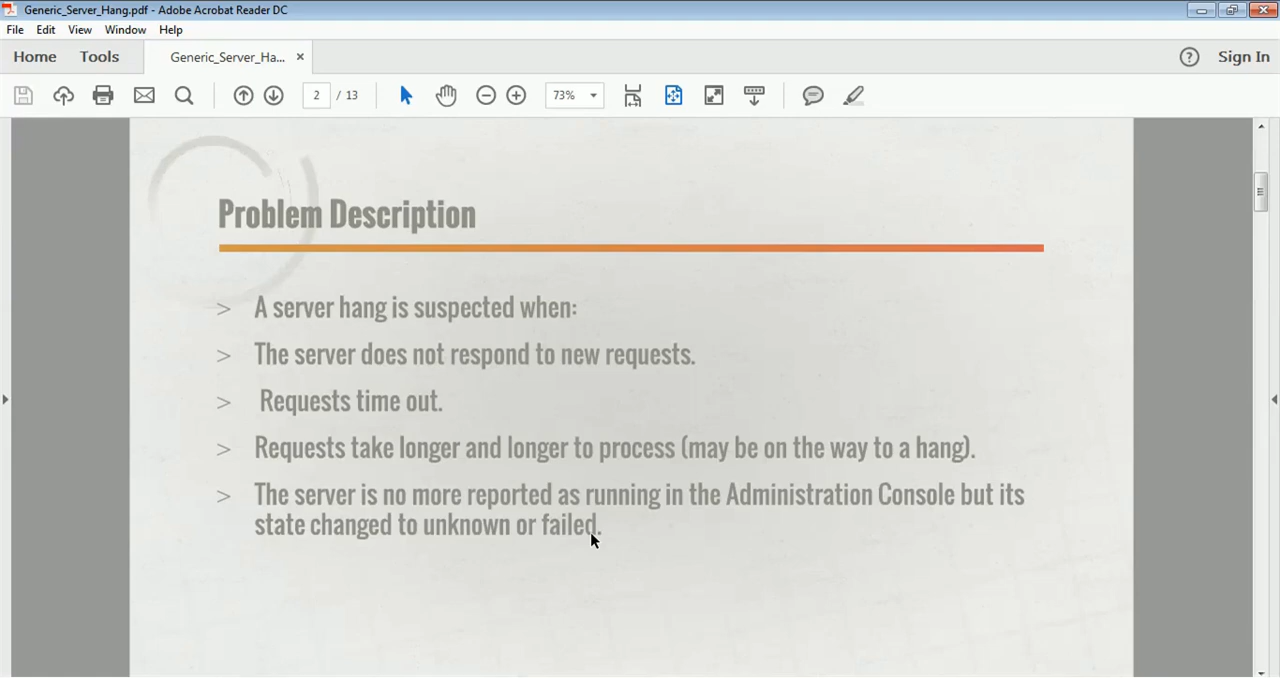 Generic_Server_Hang.pdf - Adobe Acrobat Reader DC
File Edit View Window Help
Home Tools Generic_Server_Ha... × ? Sign In
2 / 13 73%
Problem Description
> A server hang is suspected when:
> The server does not respond to new requests.
> Requests time out.
> Requests take longer and longer to process (may be on the way to a hang).
> The server is no more reported as running in the Administration Console but its
state changed to unknown or failed.